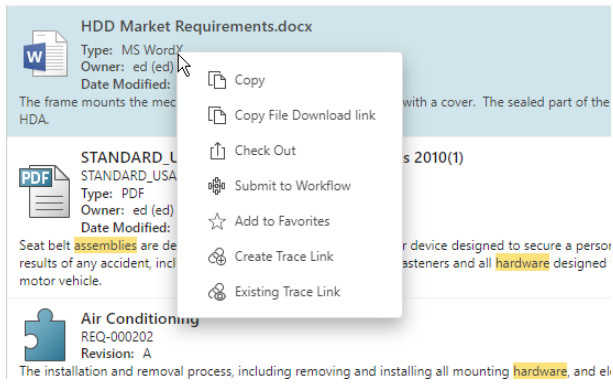 HDD Market Requirements.docx
W
Type: MS WordX
Owner: ed (ed)
Date Modified:
The frame mounts the mec with a cover. The sealed part of the
HDA.
Copy
Copy File Download link
Check Out
Submit to Workflow
Add to Favorites
Create Trace Link
Existing Trace Link
STANDARD_U s 2010(1)
PDF
STANDARD_USA
Type: PDF
Owner: ed (ed)
Date Modified:
Seat belt assemblies are de r device designed to secure a person
results of any accident, incl asteners and all hardware designed
motor vehicle.
Air Conditioning
REQ-000202
Revision: A
The installation and removal process, including removing and installing all mounting hardware, and el